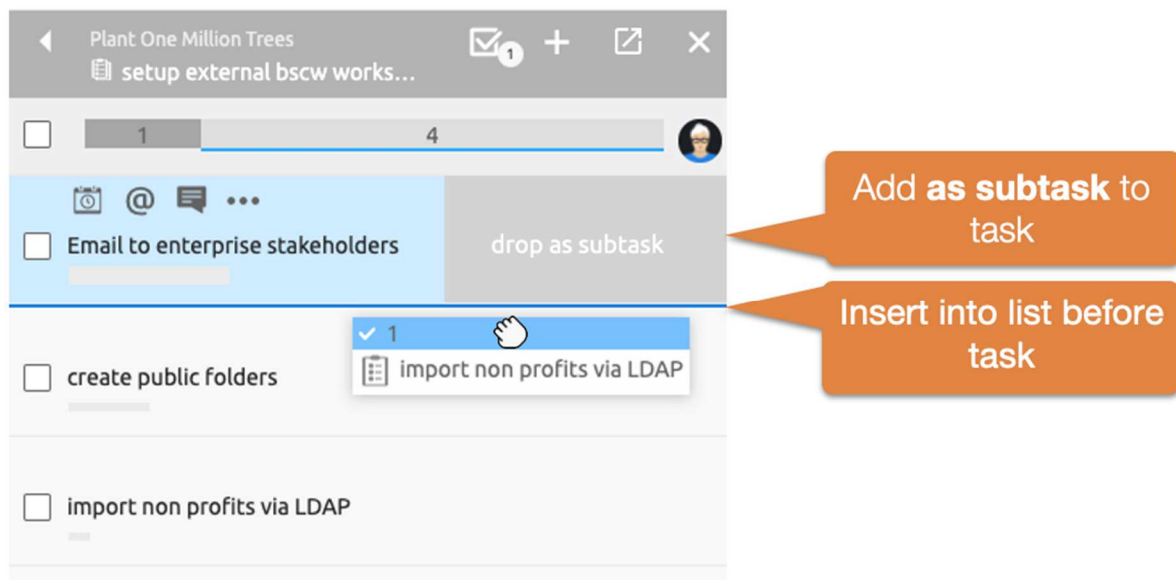 Plant One Million Trees
setup external bscw works...
1
1
4
Add as subtask to
task
@
Email to enterprise stakeholders
drop as subtask
Insert into list before
task
1
import non profits via LDAP
create public folders
import non profits via LDAP